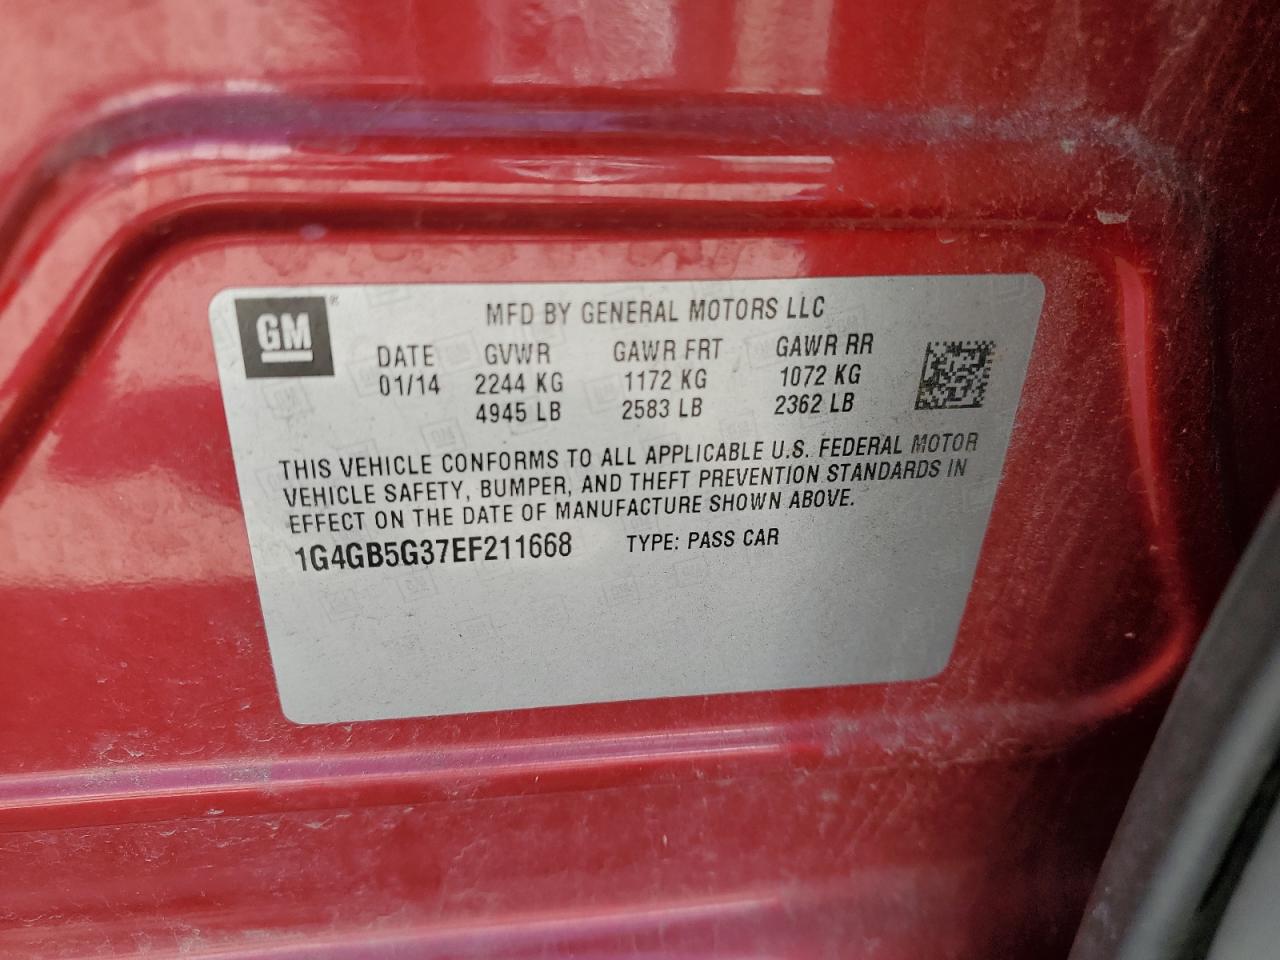 GM®
MFD BY GENERAL MOTORS LLC
DATE GVWR GAWR FRT GAWR RR
01/14 2244 KG 1172 KG 1072 KG
4945 LB 2583 LB 2362 LB
THIS VEHICLE CONFORMS TO ALL APPLICABLE U.S. FEDERAL MOTOR
VEHICLE SAFETY, BUMPER, AND THEFT PREVENTION STANDARDS IN
EFFECT ON THE DATE OF MANUFACTURE SHOWN ABOVE.
1G4GB5G37EF211668 TYPE: PASS CAR